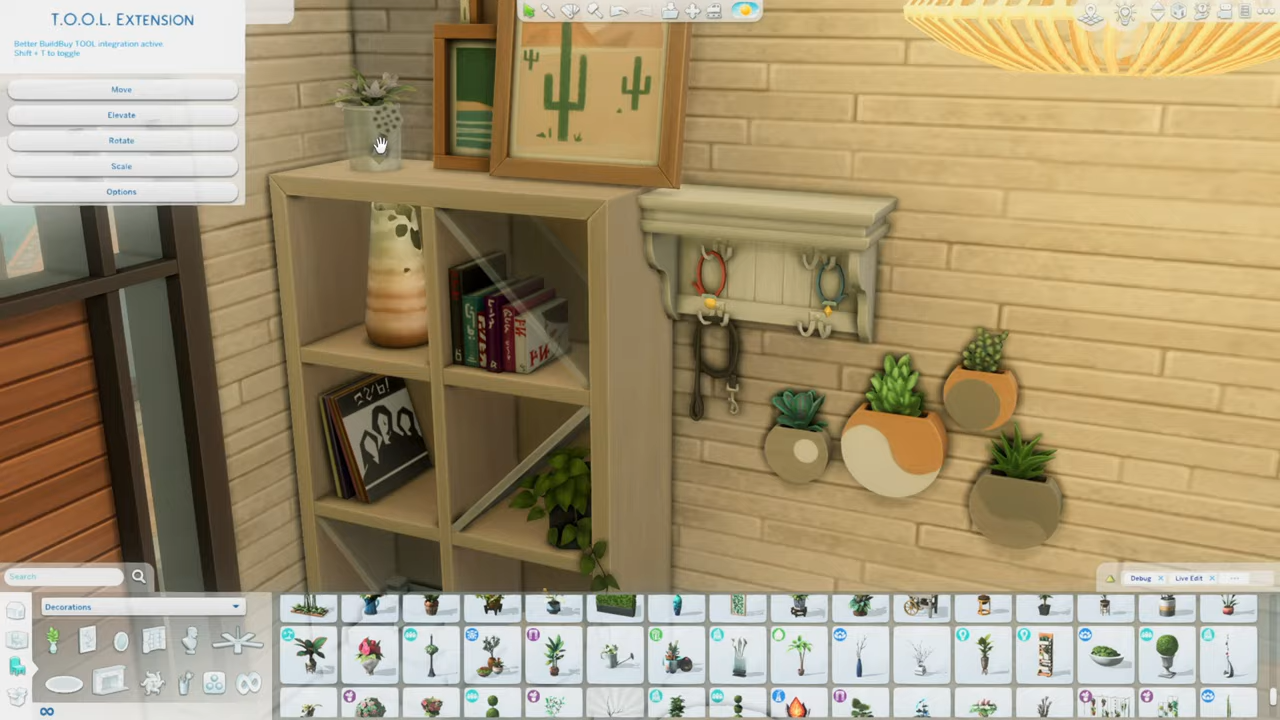 T.O.O.L. Extension
Better BuildBuy TOOL integration active
Shift + T to toggle
Move
Elevate
Rotate
Scale
Options
Search
Decorations
Debug
Live Edit